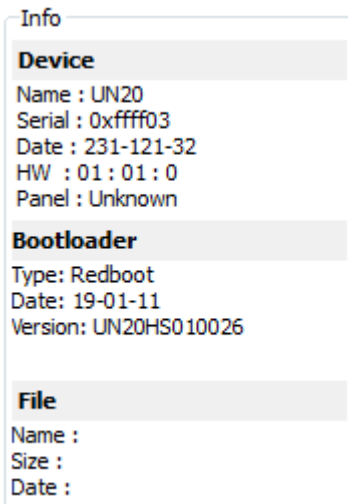 Info
Device
Name : UN20
Serial : 0xffff03
Date : 231-121-32
HW : 01 : 01 : 0
Panel : Unknown
Bootloader
Type: Redboot
Date: 19-01-11
Version: UN20HS010026
File
Name :
Size :
Date :